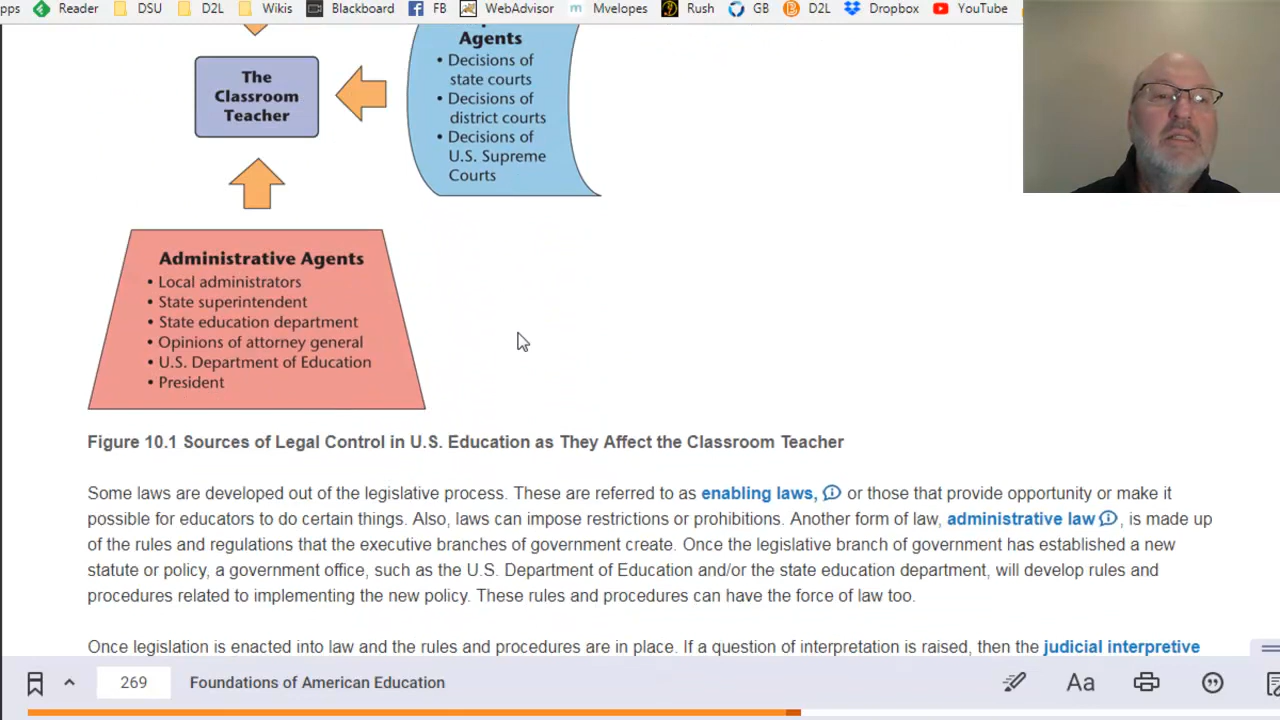 pps Reader DSU D2L Wikis Blackboard FB WebAdvisor Mvelopes Rush GB D2L Dropbox YouTube
The
Classroom
Teacher
Agents
• Decisions of
state courts
• Decisions of
district courts
• Decisions of
U.S. Supreme
Courts
Administrative Agents
• Local administrators
• State superintendent
• State education department
• Opinions of attorney general
• U.S. Department of Education
• President
Figure 10.1 Sources of Legal Control in U.S. Education as They Affect the Classroom Teacher
Some laws are developed out of the legislative process. These are referred to as enabling laws, or those that provide opportunity or make it
possible for educators to do certain things. Also, laws can impose restrictions or prohibitions. Another form of law, administrative law , is made up
of the rules and regulations that the executive branches of government create. Once the legislative branch of government has established a new
statute or policy, a government office, such as the U.S. Department of Education and/or the state education department, will develop rules and
procedures related to implementing the new policy. These rules and procedures can have the force of law too.
Once legislation is enacted into law and the rules and procedures are in place. If a question of interpretation is raised, then the judicial interpretive
269 Foundations of American Education Aa